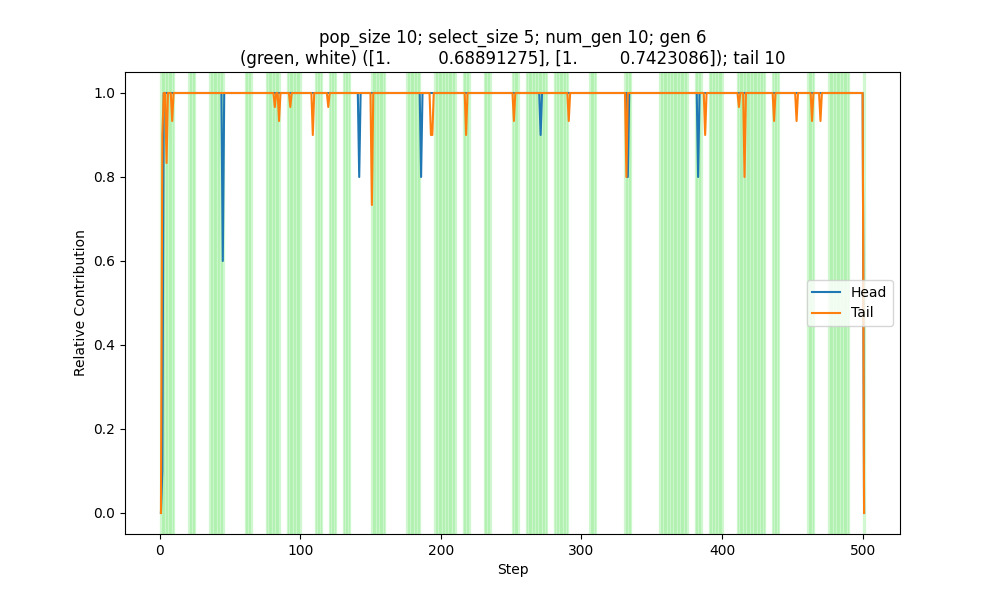 pop_size 10; select_size 5; num_gen 10; gen 6
(green, white) ([1.         0.68891275], [1.        0.7423086]); tail 10
1.0
0.8
0.6
0.4
0.2
0.0
Relative Contribution
Head
Tail
0 100 200 300 400 500
Step